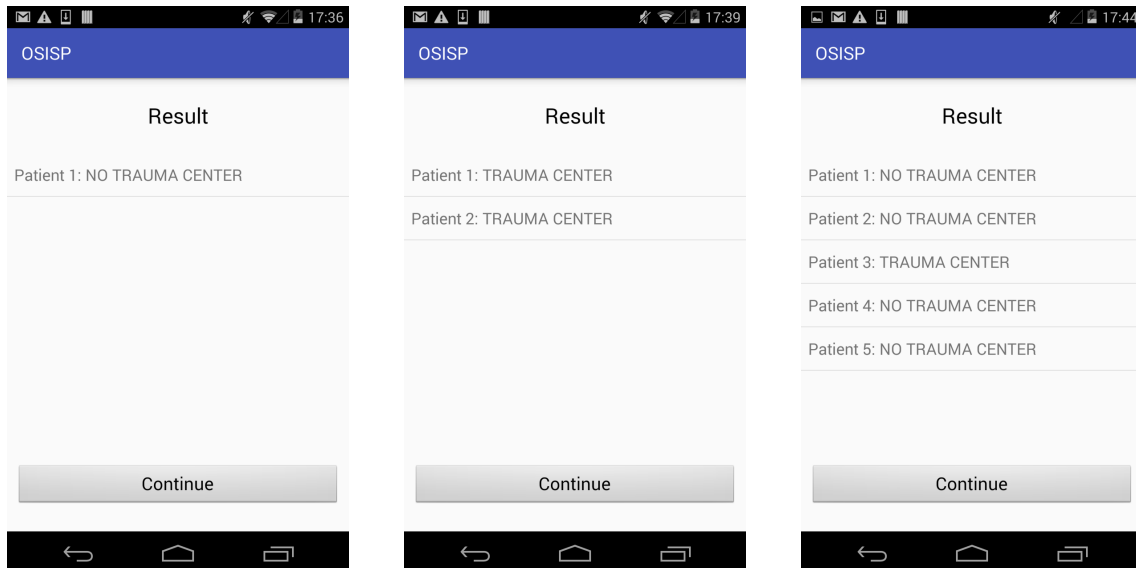 17:36
OSISP
Result
Patient 1: NO TRAUMA CENTER
Continue
17:39
OSISP
Result
Patient 1: TRAUMA CENTER
Patient 2: TRAUMA CENTER
Continue
17:44
OSISP
Result
Patient 1: NO TRAUMA CENTER
Patient 2: NO TRAUMA CENTER
Patient 3: TRAUMA CENTER
Patient 4: NO TRAUMA CENTER
Patient 5: NO TRAUMA CENTER
Continue